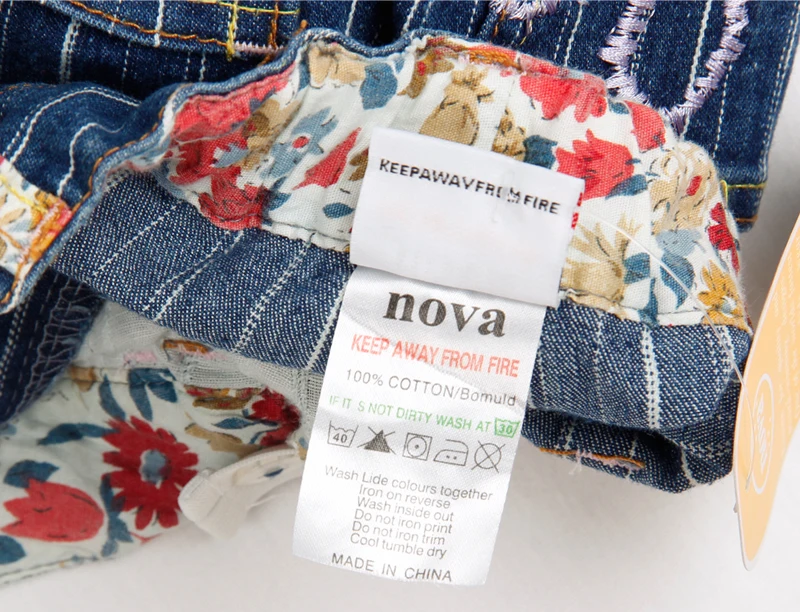 KEEPAWAYFROM FIRE
nova
KEEP AWAY FROM FIRE
100% COTTON/Bomuld
IF IT S NOT DIRTY WASH AT 30
40
Wash Lide colours together
Iron on reverse
Wash inside out
Do not iron print
Do not iron trim
Cool tumble dry
MADE IN CHINA